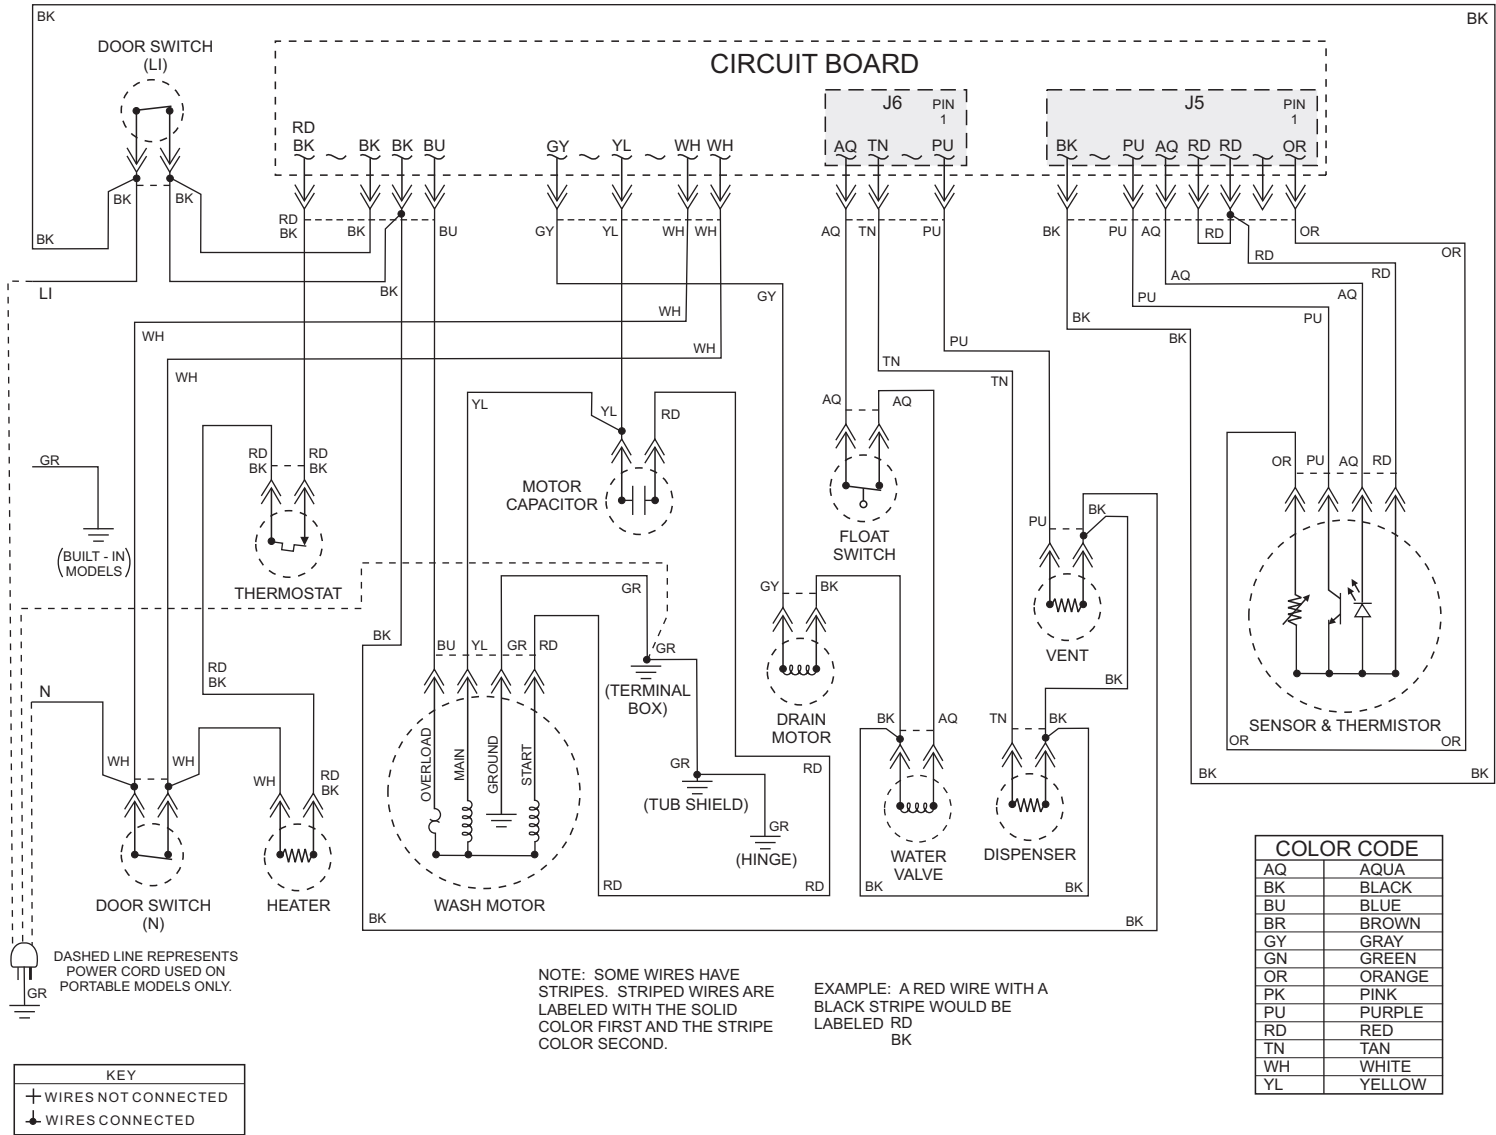 BK
BK
DOOR SWITCH
(LI)
CIRCUIT BOARD
J6
PIN
1
J5
PIN
1
RD
BK
BK
BK
BU
GY
YL
WH
WH
AQ
TN
PU
BK
PU
AQ
RD
RD
OR
BK
BK
RD
BK
BK
BU
GY
YL
WH
WH
AQ
TN
PU
BK
PU
AQ
RD
OR
BK
RD
OR
LI
BK
GY
AQ
RD
PU
AQ
WH
WH
BK
PU
BK
WH
WH
PU
TN
TN
YL
YL
RD
AQ
AQ
GR
RD
BK
RD
BK
MOTOR
CAPACITOR
OR
PU
AQ
RD
(BUILT - IN
MODELS)
THERMOSTAT
FLOAT
SWITCH
PU
BK
GR
GY
BK
BK
BU
YL
GR
RD
GR
VENT
RD
BK
(TERMINAL
BOX)
BK
N
DRAIN
MOTOR
BK
AQ
TN
BK
SENSOR & THERMISTOR
OR
OR
WH
WH
WH
RD
BK
OVERLOAD
MAIN
GROUND
START
GR
RD
BK
BK
(TUB SHIELD)
GR
(HINGE)
WATER
VALVE
DISPENSER
BK
BK
RD
RD
DOOR SWITCH
(N)
HEATER
WASH MOTOR
BK
BK
DASHED LINE REPRESENTS
POWER CORD USED ON
PORTABLE MODELS ONLY.
GR
NOTE: SOME WIRES HAVE
STRIPES. STRIPED WIRES ARE
LABELED WITH THE SOLID
COLOR FIRST AND THE STRIPE
COLOR SECOND.
EXAMPLE: A RED WIRE WITH A
BLACK STRIPE WOULD BE
LABELED RD
BK
COLOR CODE
AQ AQUA
BK BLACK
BU BLUE
BR BROWN
GY GRAY
GN GREEN
OR ORANGE
PK PINK
PU PURPLE
RD RED
TN TAN
WH WHITE
YL YELLOW
KEY
WIRES NOT CONNECTED
WIRES CONNECTED